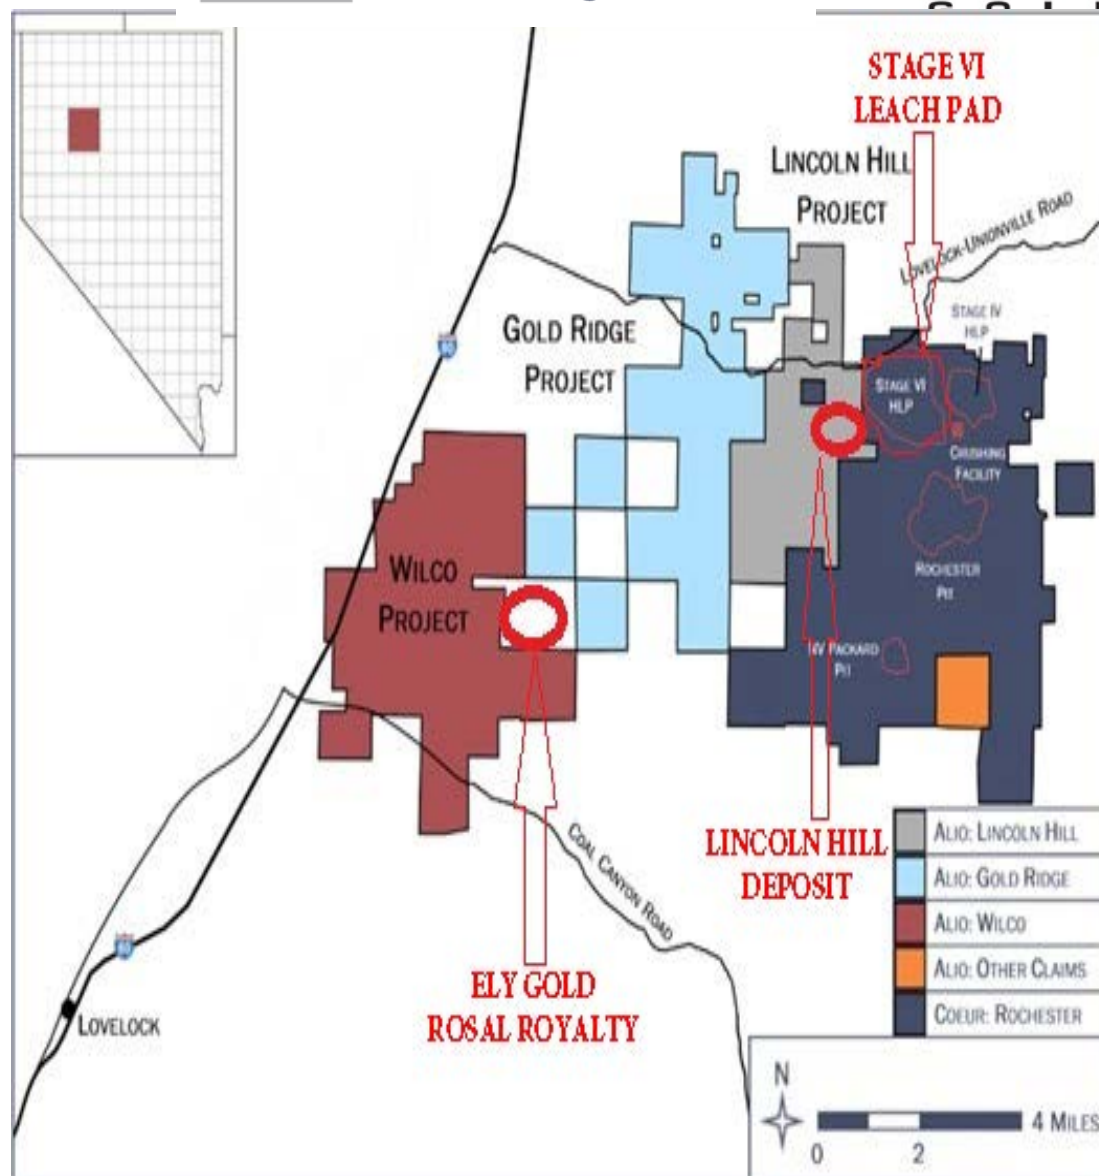 STAGE VI
LEACH PAD
LINCOLN HILL
PROJECT
LOVELOCK-UNIONVILLE ROAD
STAGE IV
HLP
GOLD RIDGE
PROJECT
STAGE VI
HLP
CRUSHING
FACILITY
WILCO
PROJECT
ROCHESTER
PIT
NV PACKARD
PIT
COAL CANYON ROAD
LINCOLN HILL
DEPOSIT
ELY GOLD
ROSAL ROYALTY
LOVELOCK
ALIO: LINCOLN HILL
ALIO: GOLD RIDGE
ALIO: WILCO
ALIO: OTHER CLAIMS
COEUR: ROCHESTER
N
4 MILES
0 2